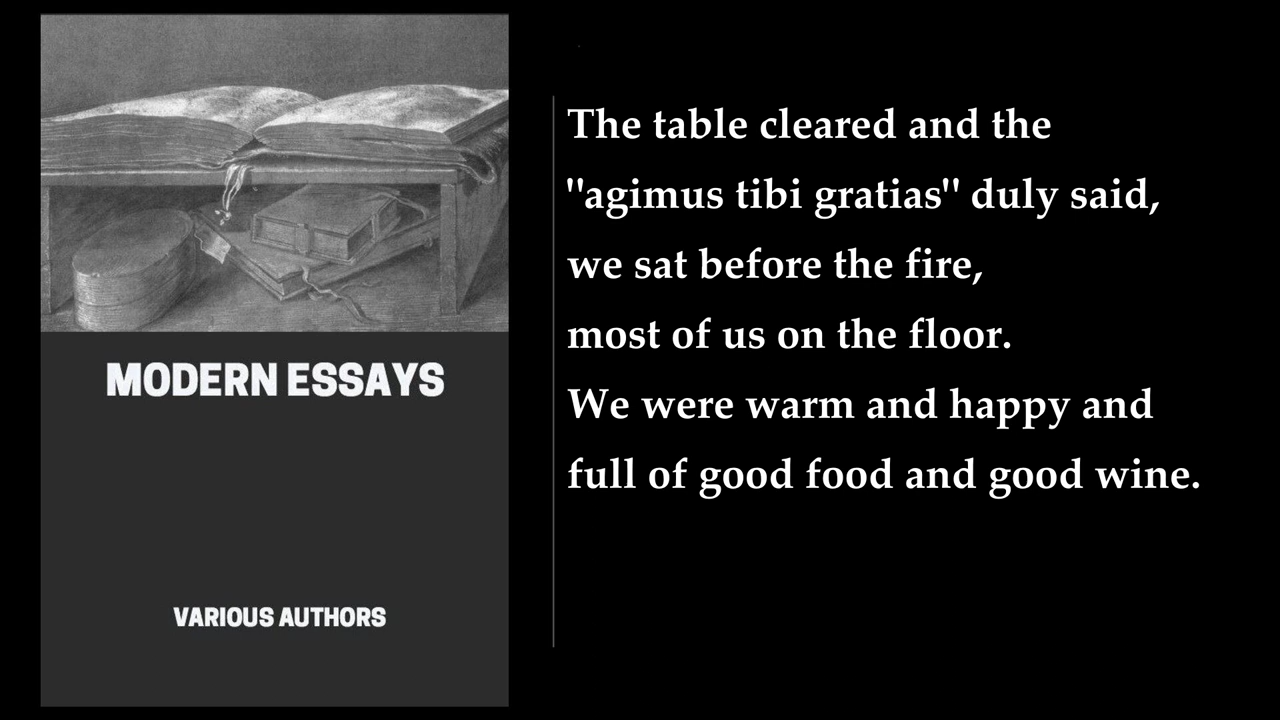 MODERN ESSAYS
VARIOUS AUTHORS
The table cleared and the
"agimus tibi gratias" duly said,
we sat before the fire,
most of us on the floor.
We were warm and happy and
full of good food and good wine.